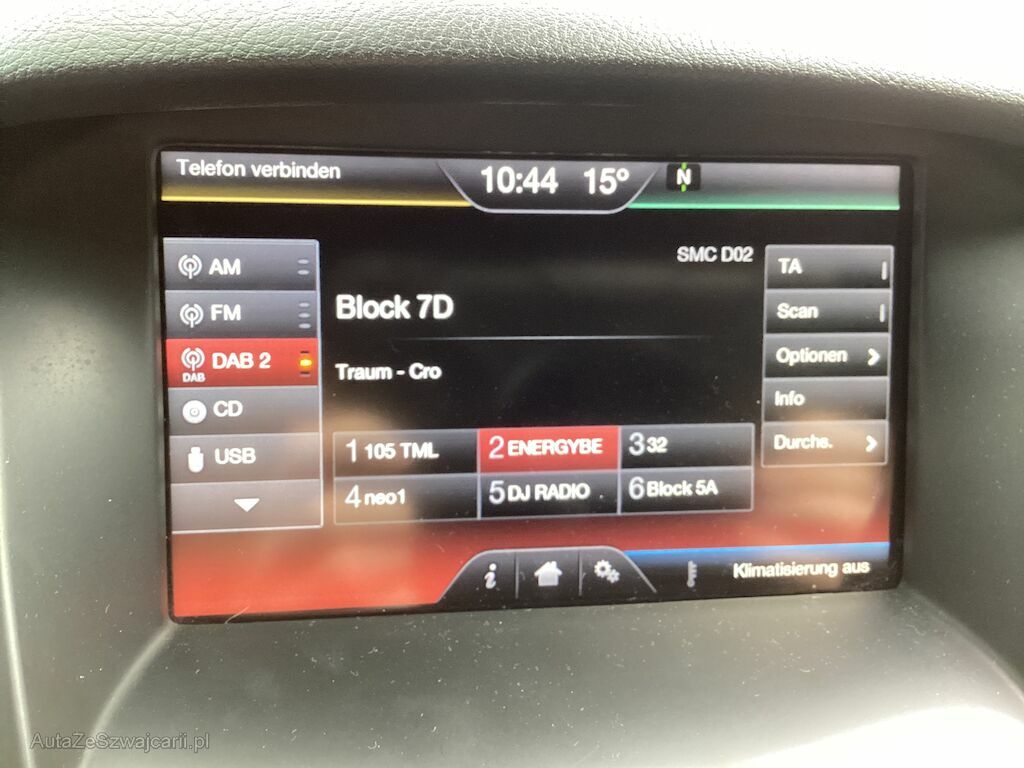 Telefon verbinden
10:44 15°
N
AM
FM
DAB
DAB 2
CD
USB
SMC D02
Block 7D
Traum - Cro
1 105 TML
2 ENERGYBE
3 32
4 neo1
5 DJ RADIO
6 Block 5A
TA
Scan
Optionen
Info
Durchs.
i
Klimatisierung aus
AutaZeSzwajcarii.pl